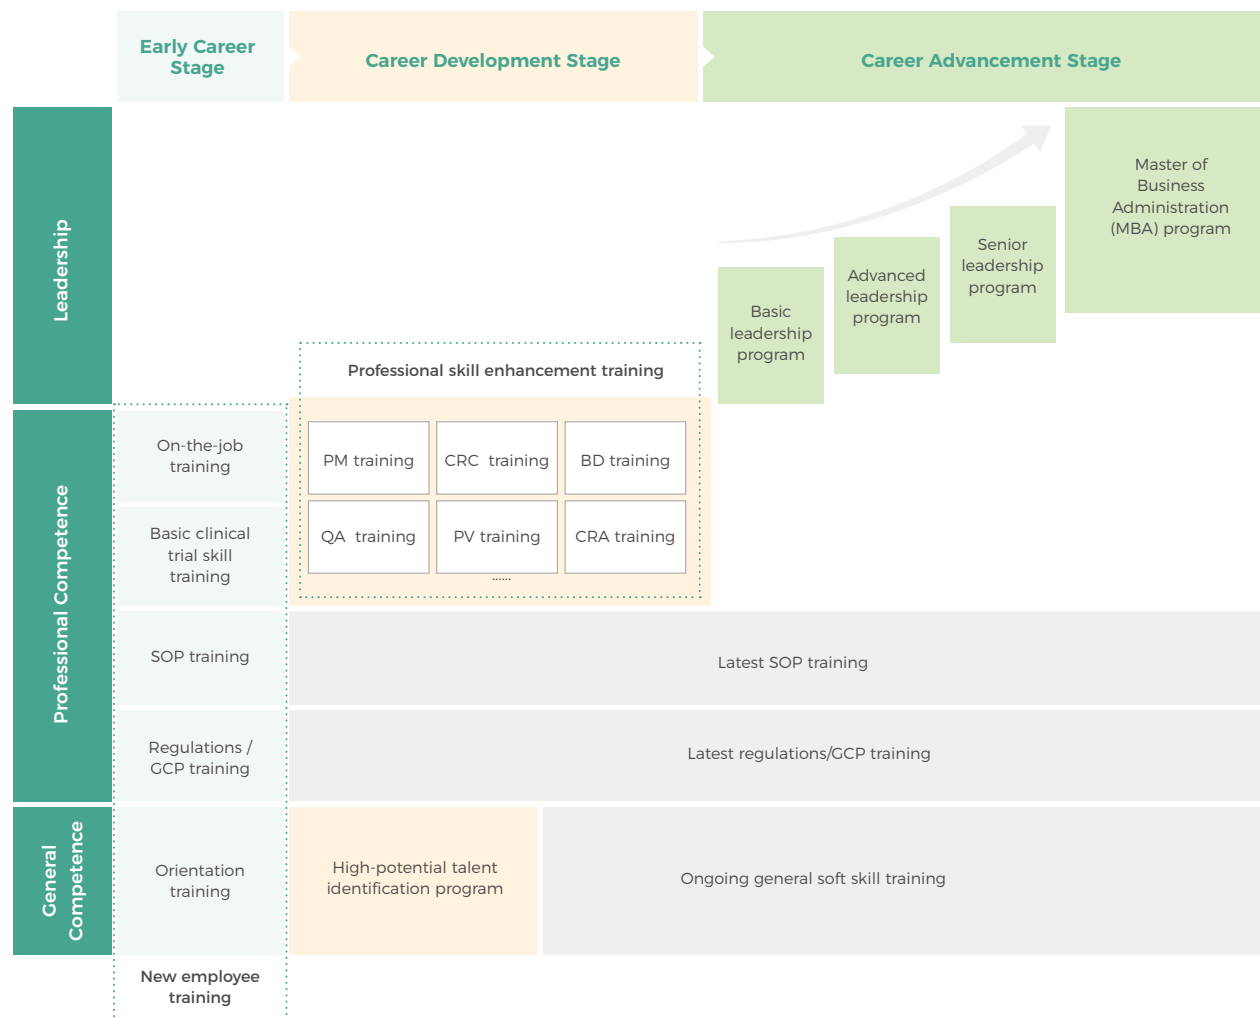 Early Career
Stage
Career Development Stage
Career Advancement Stage
Leadership
Master of
Business
Administration
(MBA) program
Senior
leadership
program
Advanced
leadership
program
Basic
leadership
program
Professional skill enhancement training
Professional Competence
On-the-job
training
PM training
CRC training
BD training
Basic clinical
trial skill
training
QA training
PV training
CRA training
......
SOP training
Latest SOP training
Regulations /
GCP training
Latest regulations/GCP training
General
Competence
Orientation
training
High-potential talent
identification program
Ongoing general soft skill training
New employee
training